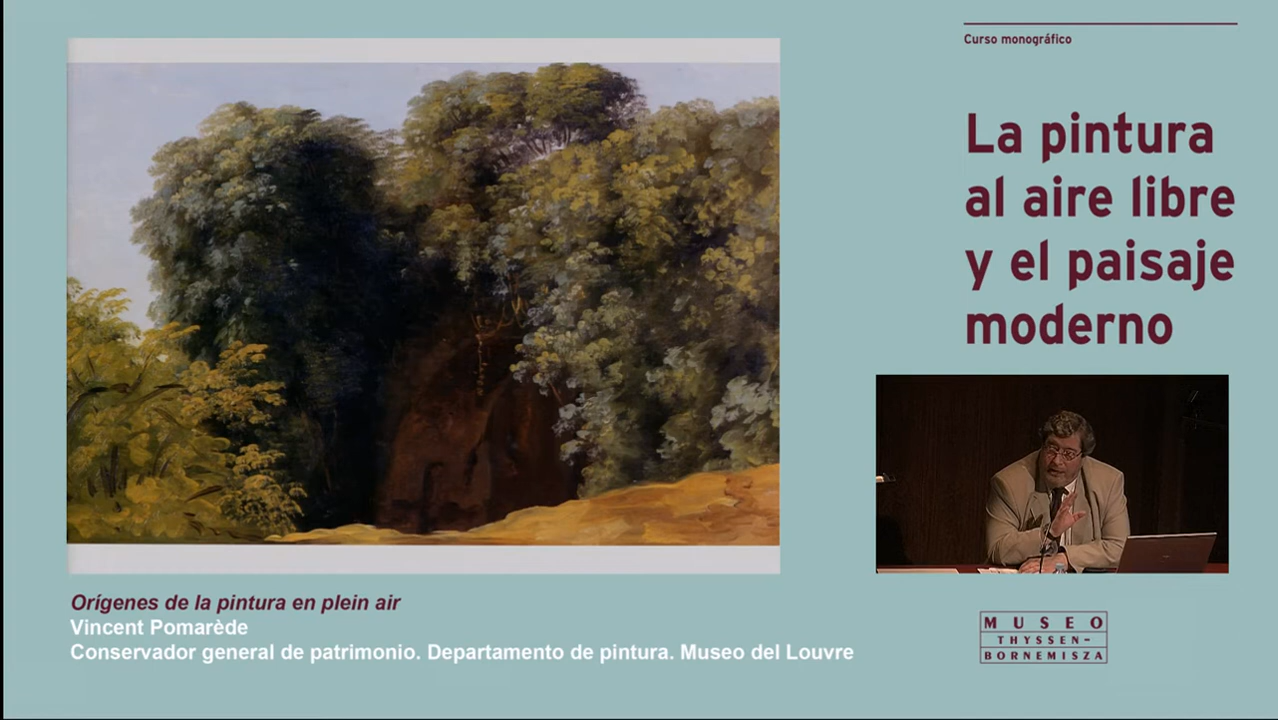 Curso monográfico
La pintura
al aire libre
y el paisaje
moderno
Orígenes de la pintura en plein air
Vincent Pomarède
Conservador general de patrimonio. Departamento de pintura. Museo del Louvre
MUSEO
THYSSEN-
BORNEMISZA